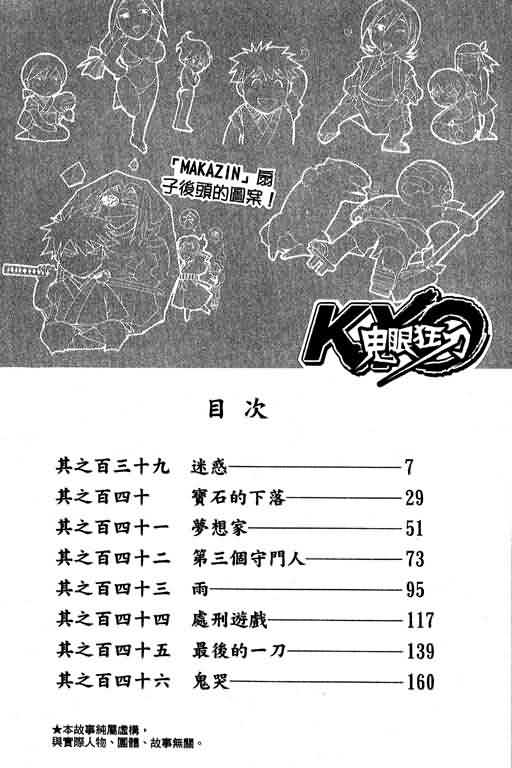 「MAKAZIN」扇
子後頭的圖案！
KYO
鬼眼狂刀
目次
其之百三十九 迷惑 7
其之百四十 寶石的下落 29
其之百四十一 夢想家 51
其之百四十二 第三個守門人 73
其之百四十三 雨 95
其之百四十四 處刑遊戲 117
其之百四十五 最後的一刀 139
其之百四十六 鬼哭 160
★本故事純屬虛構，
與實際人物、團體、故事無關。